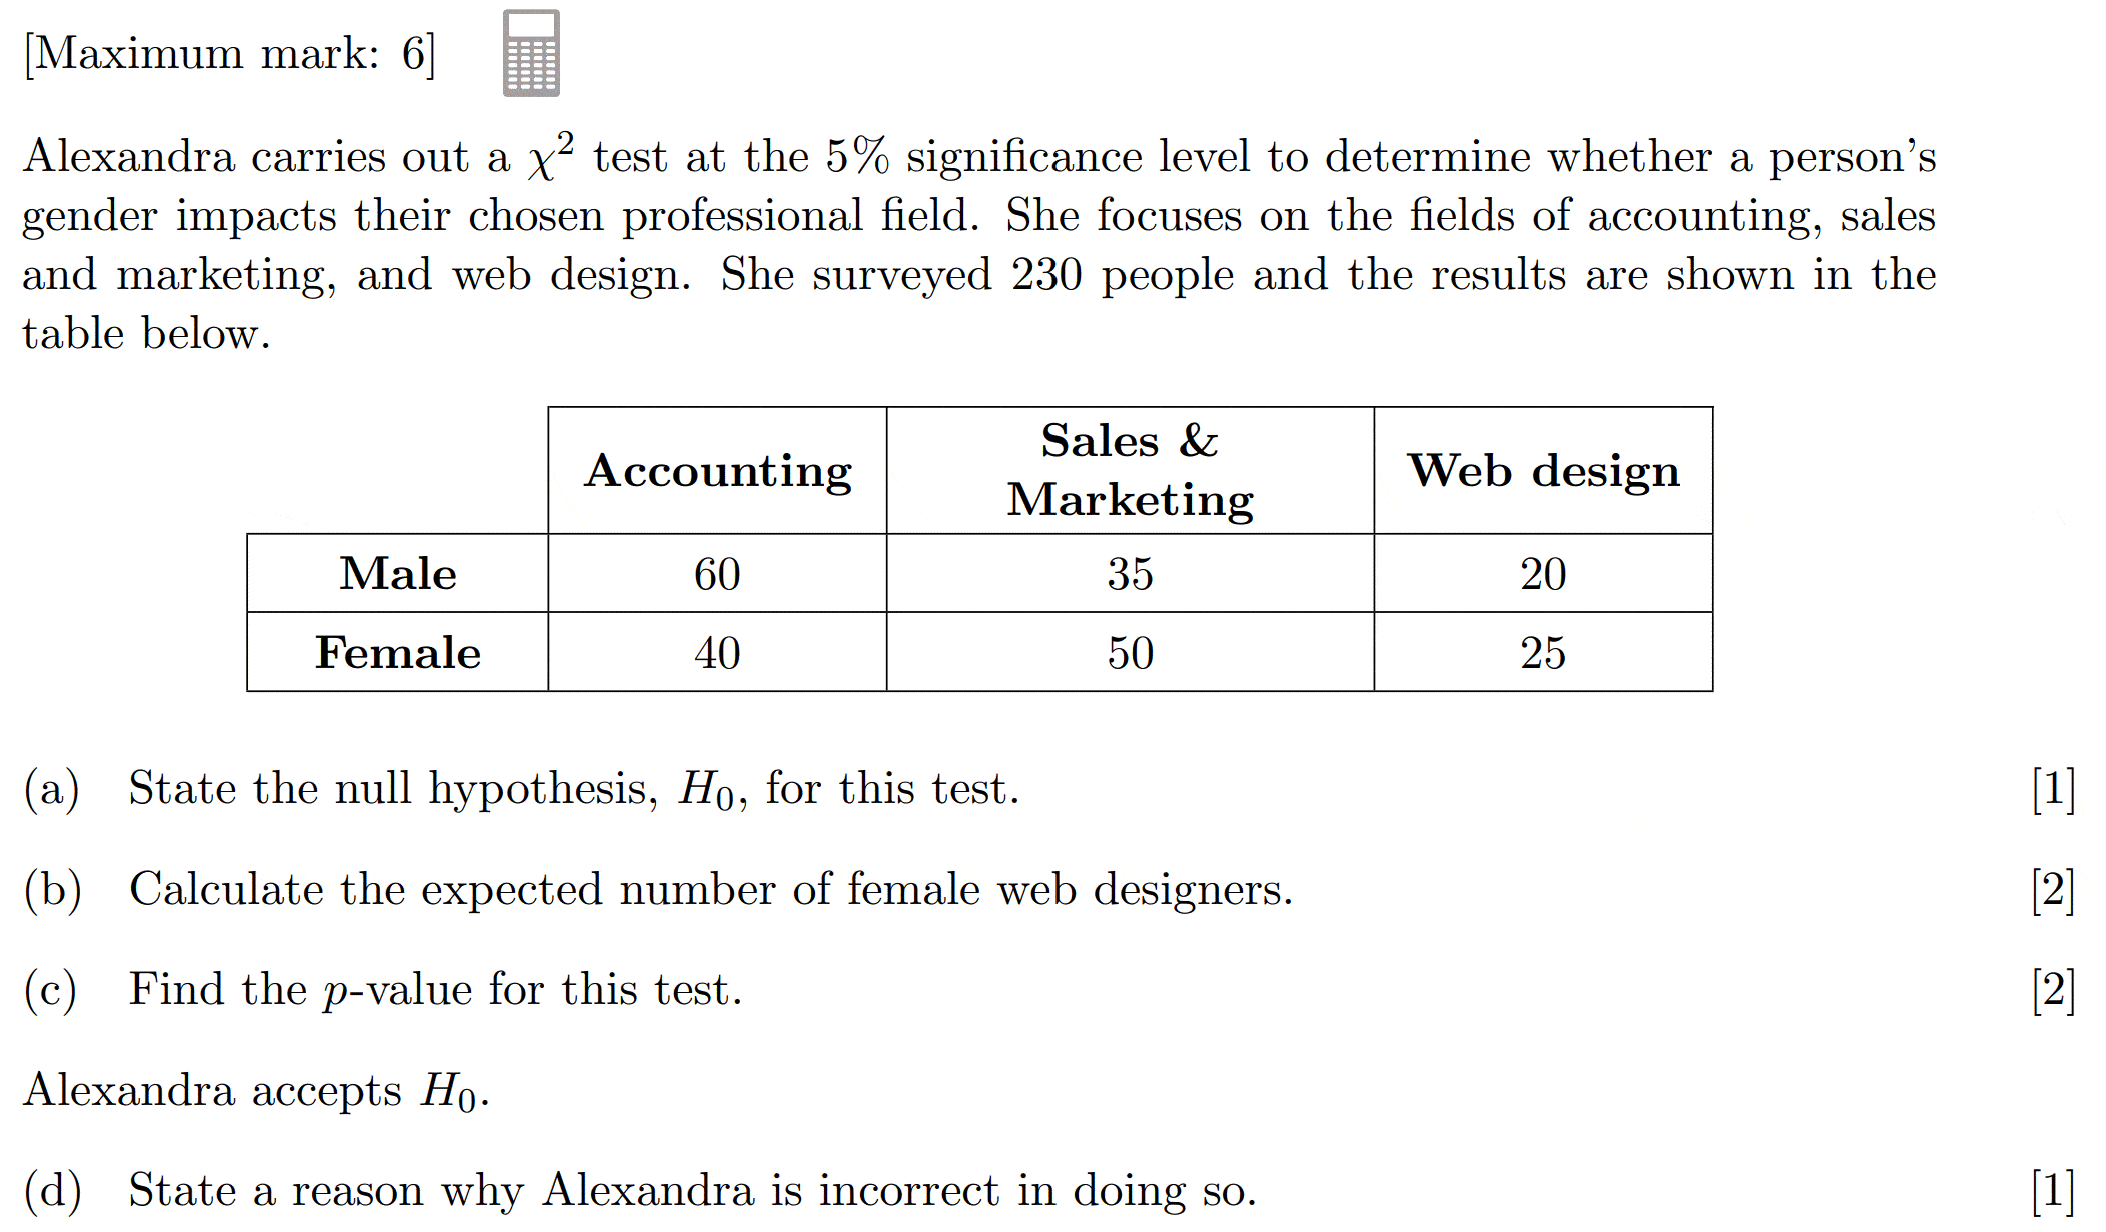 [Maximum mark: 6]
Alexandra carries out a χ² test at the 5% significance level to determine whether a person's
gender impacts their chosen professional field. She focuses on the fields of accounting, sales
and marketing, and web design. She surveyed 230 people and the results are shown in the
table below.
Accounting Sales & Marketing Web design
Male 60 35 20
Female 40 50 25
(a) State the null hypothesis, H₀, for this test. [1]
(b) Calculate the expected number of female web designers. [2]
(c) Find the p-value for this test. [2]
Alexandra accepts H₀.
(d) State a reason why Alexandra is incorrect in doing so. [1]